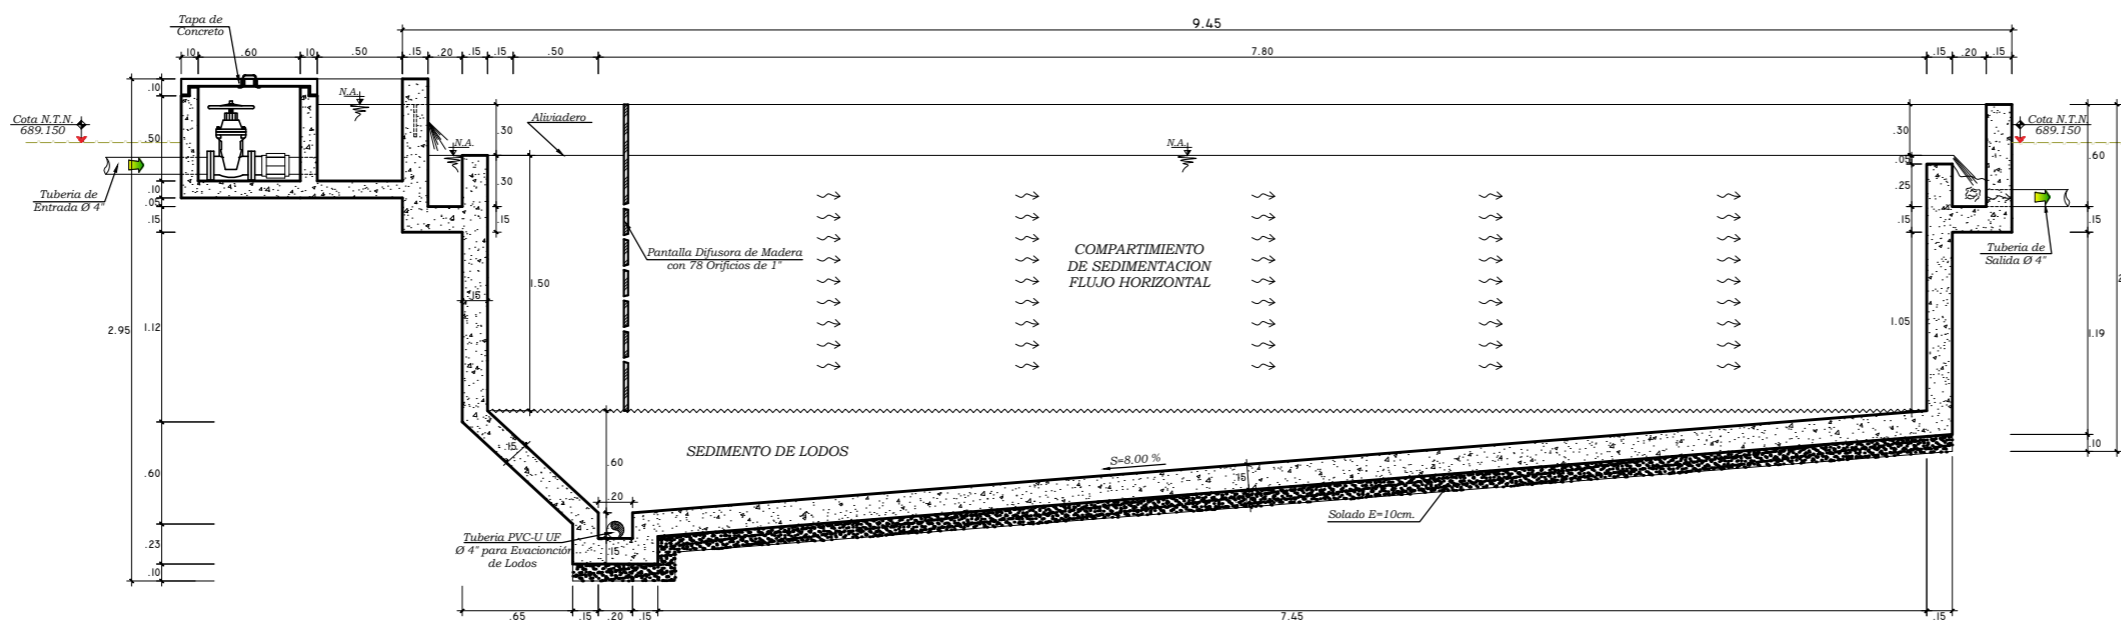 Tapa de
Concreto
9.45
.10
.60
.10
.50
.15
.20
.15
.15
.50
7.80
.15
.20
.15
.10
N.A.
Cota N.T.N.
689.150
.50
.30
Aliviadero
N.A.
N.A.
.30
Cota N.T.N.
689.150
.05
.60
Tuberia de
Entrada Ø 4"
.10
.05
.15
.30
.15
.25
.15
.15
Pantalla Difusora de Madera
con 78 Orificios de 1"
COMPARTIMIENTO
DE SEDIMENTACION
FLUJO HORIZONTAL
Tuberia de
Salida Ø 4"
1.50
.15
2.95
1.12
1.05
1.19
.10
.15
SEDIMENTO DE LODOS
S=8.00 %
.60
.60
.15
.20
Solado E=10cm.
Tuberia PVC-U UF
Ø 4" para Evacionción
de Lodos
.15
.23
.10
.65
.15
.20
.15
7.45
.15